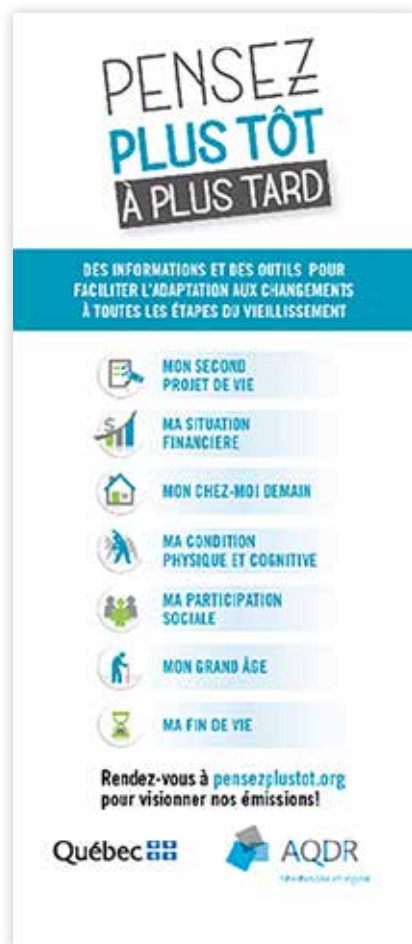 PENSEZ
PLUS TÔT
À PLUS TARD
DES INFORMATIONS ET DES OUTILS POUR
FACILITER L'ADAPTATION AUX CHANGEMENTS
À TOUTES LES ÉTAPES DU VIEILLISSEMENT
MON SECOND
PROJET DE VIE
MA SITUATION
FINANCIÈRE
MON CHEZ-MOI DEMAIN
MA CONDITION
PHYSIQUE ET COGNITIVE
MA PARTICIPATION
SOCIALE
MON GRAND ÂGE
MA FIN DE VIE
Rendez-vous à pensezplustot.org
pour visionner nos émissions!
Québec
AQDR